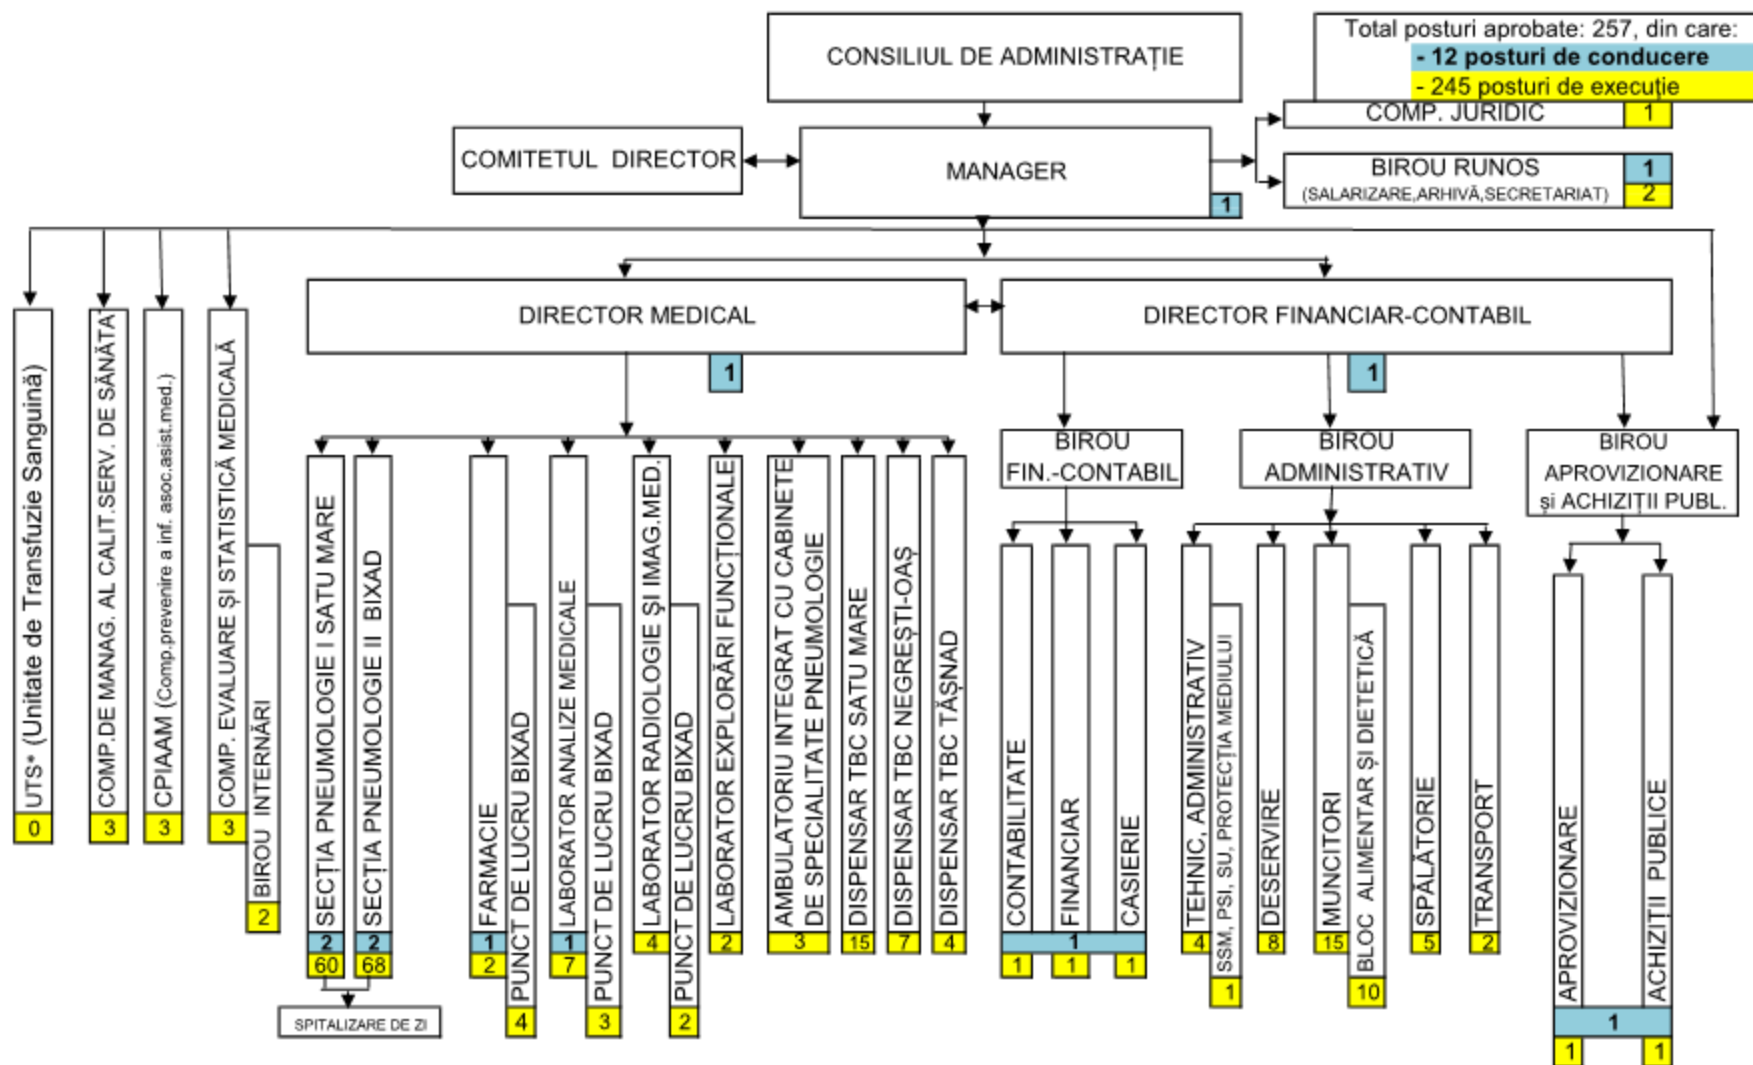 CONSILIUL DE ADMINISTRAȚIE
Total posturi aprobate: 257, din care:
- 12 posturi de conducere
- 245 posturi de execuție
COMP. JURIDIC
1
COMITETUL DIRECTOR
MANAGER
1
BIROU RUNOS
(SALARIZARE,ARHIVĂ,SECRETARIAT)
1
2
DIRECTOR MEDICAL
1
DIRECTOR FINANCIAR-CONTABIL
1
UTS* (Unitate de Transfuzie Sanguină)
0
COMP.DE MANAG. AL CALIT.SERV. DE SĂNĂTAT
3
CPIAAM (Comp.prevenire a inf. asoc.asist.med.)
3
COMP. EVALUARE ȘI STATISTICĂ MEDICALĂ
3
BIROU INTERNĂRI
2
SECȚIA PNEUMOLOGIE I SATU MARE
2
60
SECȚIA PNEUMOLOGIE II BIXAD
2
68
SPITALIZARE DE ZI
FARMACIE
1
2
PUNCT DE LUCRU BIXAD
4
LABORATOR ANALIZE MEDICALE
1
7
PUNCT DE LUCRU BIXAD
3
LABORATOR RADIOLOGIE ȘI IMAG.MED.
4
PUNCT DE LUCRU BIXAD
2
LABORATOR EXPLORĂRI FUNCȚIONALE
2
AMBULATORIU INTEGRAT CU CABINETE
DE SPECIALITATE PNEUMOLOGIE
3
DISPENSAR TBC SATU MARE
15
DISPENSAR TBC NEGREȘTI-OAȘ
7
DISPENSAR TBC TĂȘNAD
4
BIROU
FIN.-CONTABIL
CONTABILITATE
FINANCIAR
CASIERIE
1
1
1
1
BIROU
ADMINISTRATIV
TEHNIC, ADMINISTRATIV
4
SSM, PSI, SU, PROTECȚIA MEDIULUI
1
DESERVIRE
8
MUNCITORI
15
BLOC ALIMENTAR ȘI DIETETICĂ
10
SPĂLĂTORIE
5
TRANSPORT
2
BIROU
APROVIZIONARE
și ACHIZIȚII PUBL.
APROVIZIONARE
ACHIZIȚII PUBLICE
1
1
1